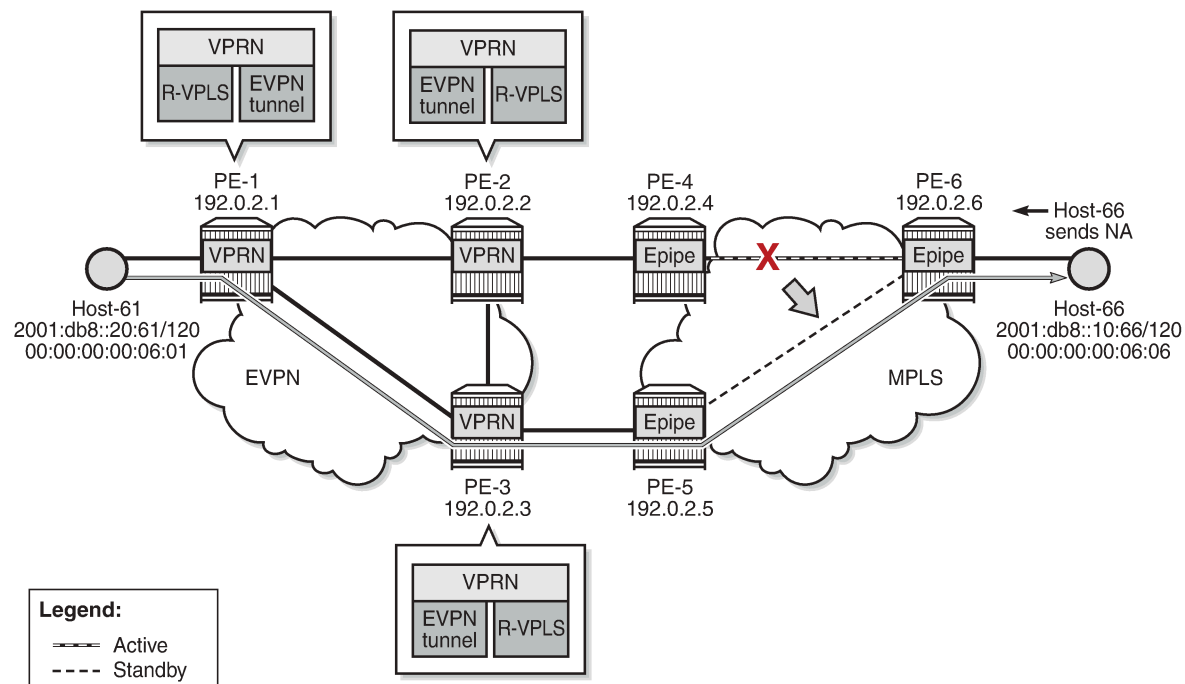 VPRN
R-VPLS
EVPN
tunnel
VPRN
EVPN
tunnel
R-VPLS
PE-1
192.0.2.1
PE-2
192.0.2.2
PE-4
192.0.2.4
PE-6
192.0.2.6
Host-66
sends NA
VPRN
VPRN
Epipe
X
Epipe
Host-61
2001:db8::20:61/120
00:00:00:00:06:01
Host-66
2001:db8::10:66/120
00:00:00:00:06:06
EVPN
MPLS
VPRN
Epipe
PE-3
192.0.2.3
PE-5
192.0.2.5
VPRN
EVPN
tunnel
R-VPLS
Legend:
Active
Standby